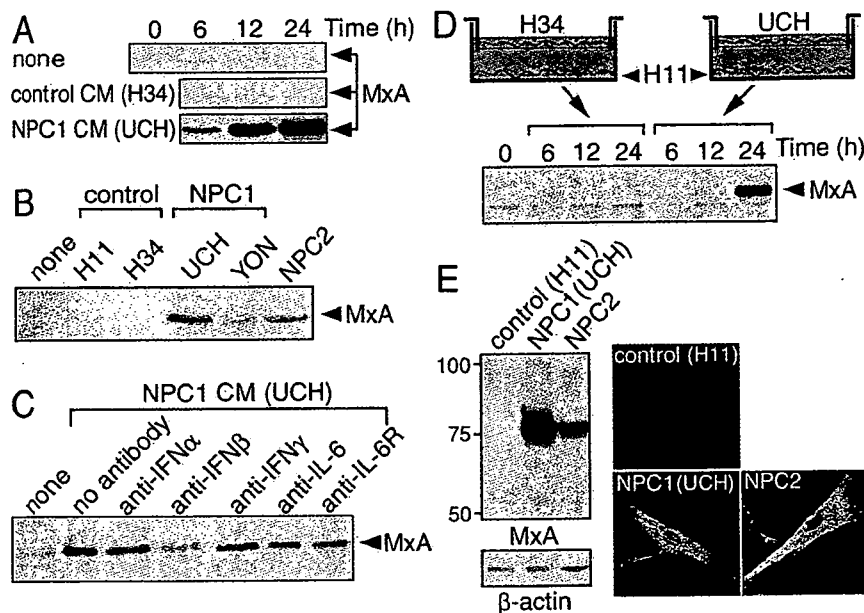 A
0 6 12 24 Time (h)
none
control CM (H34)
NPC1 CM (UCH)
MxA
B
control NPC1
none H11 H34 UCH YON NPC2
MxA
C
NPC1 CM (UCH)
none no antibody anti-IFNα anti-IFNβ anti-IFNγ anti-IL-6 anti-IL-6R
MxA
D
H34 UCH
H11
0 6 12 24 6 12 24 Time (h)
MxA
E
control (H11) NPC1(UCH) NPC2
100
75
50
MxA
β-actin
control (H11)
NPC1(UCH) NPC2